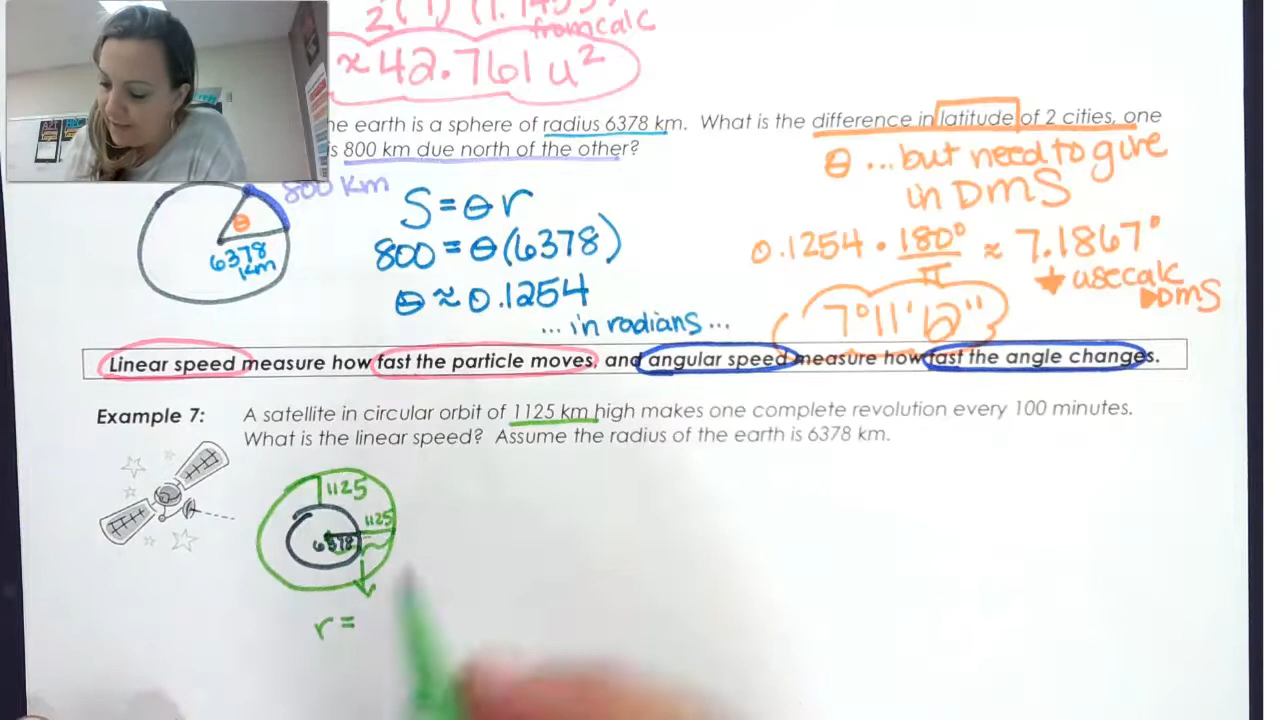 2(1)(1.1455
from calc
≈ 42.761 u²
he earth is a sphere of radius 6378 km. What is the difference in latitude of 2 cities, one
s 800 km due north of the other?
θ ...but need to give
in DMS
800 km
θ
6378
km
S = θr
800 = θ(6378)
θ ≈ 0.1254
...in radians...
0.1254 · 180°/π ≈ 7.1867°
use calc
▶DMS
7°11'12"
Linear speed measure how fast the particle moves, and angular speed measure how fast the angle changes.
Example 7: A satellite in circular orbit of 1125 km high makes one complete revolution every 100 minutes.
What is the linear speed? Assume the radius of the earth is 6378 km.
1125
1125
6378
r =